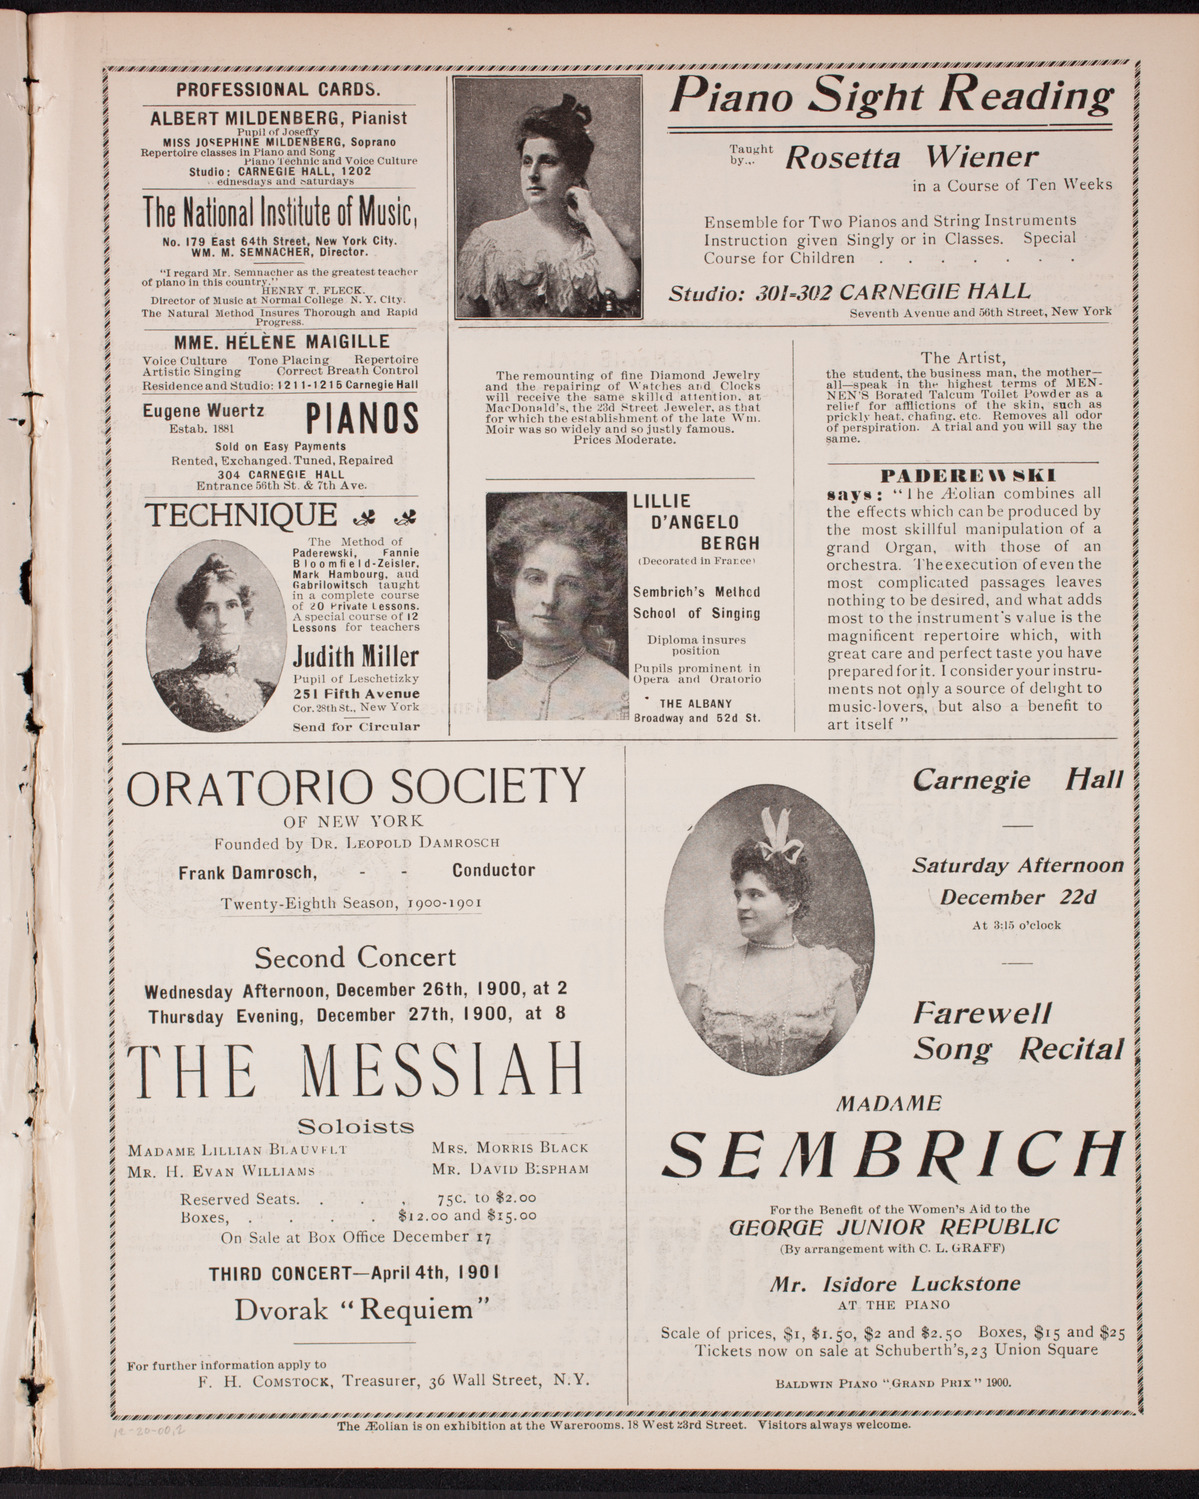 PROFESSIONAL CARDS.
ALBERT MILDENBERG, Pianist
Pupil of Joseffy
MISS JOSEPHINE MILDENBERG, Soprano
Repertoire classes in Piano and Song
Piano Technic and Voice Culture
Studio: CARNEGIE HALL, 1202
ednesdays and Saturdays
The National Institute of Music,
No. 179 East 64th Street, New York City.
WM. M. SEMNACHER, Director.
"I regard Mr. Semnacher as the greatest teacher
of piano in this country."
HENRY T. FLECK.
Director of Music at Normal College N. Y. City.
The Natural Method Insures Thorough and Rapid
Progress.
MME. HÉLÈNE MAIGILLE
Voice Culture Tone Placing Repertoire
Artistic Singing Correct Breath Control
Residence and Studio: 1211-1215 Carnegie Hall
Eugene Wuertz PIANOS
Estab. 1881
Sold on Easy Payments
Rented, Exchanged. Tuned, Repaired
304 CARNEGIE HALL
Entrance 56th St. & 7th Ave.
TECHNIQUE
The Method of
Paderewski, Fannie
Bloomfield-Zeisler,
Mark Hambourg, and
Gabrilowitsch taught
in a complete course
of 20 Private Lessons.
A special course of 12
Lessons for teachers
Judith Miller
Pupil of Leschetizky
251 Fifth Avenue
Cor. 28th St., New York
Send for Circular
Piano Sight Reading
Taught
by... Rosetta Wiener
in a Course of Ten Weeks
Ensemble for Two Pianos and String Instruments
Instruction given Singly or in Classes. Special
Course for Children . . . . . .
Studio: 301-302 CARNEGIE HALL
Seventh Avenue and 56th Street, New York
The remounting of fine Diamond Jewelry
and the repairing of Watches and Clocks
will receive the same skilled attention, at
MacDonald's, the 23d Street Jeweler, as that
for which the establishment of the late Wm.
Moir was so widely and so justly famous.
Prices Moderate.
LILLIE
D'ANGELO
BERGH
(Decorated in France)
Sembrich's Method
School of Singing
Diploma insures
position
Pupils prominent in
Opera and Oratorio
THE ALBANY
Broadway and 52d St.
The Artist,
the student, the business man, the mother—
all—speak in the highest terms of MEN-
NEN'S Borated Talcum Toilet Powder as a
relief for afflictions of the skin, such as
prickly heat, chafing, etc. Removes all odor
of perspiration. A trial and you will say the
same.
PADEREWSKI
says: "The Æolian combines all
the effects which can be produced by
the most skillful manipulation of a
grand Organ, with those of an
orchestra. The execution of even the
most complicated passages leaves
nothing to be desired, and what adds
most to the instrument's value is the
magnificent repertoire which, with
great care and perfect taste you have
prepared for it. I consider your instru-
ments not only a source of delight to
music-lovers, but also a benefit to
art itself "
ORATORIO SOCIETY
OF NEW YORK
Founded by DR. LEOPOLD DAMROSCH
Frank Damrosch, - - Conductor
Twenty-Eighth Season, 1900-1901
Second Concert
Wednesday Afternoon, December 26th, 1900, at 2
Thursday Evening, December 27th, 1900, at 8
THE MESSIAH
Soloists
MADAME LILLIAN BLAUVELT MRS. MORRIS BLACK
MR. H. EVAN WILLIAMS MR. DAVID BISPHAM
Reserved Seats. . . . 75c. to $2.00
Boxes, . . . . $12.00 and $15.00
On Sale at Box Office December 17
THIRD CONCERT—April 4th, 1901
Dvorak "Requiem"
For further information apply to
F. H. COMSTOCK, Treasurer, 36 Wall Street, N.Y.
Carnegie Hall
Saturday Afternoon
December 22d
At 3:15 o'clock
Farewell
Song Recital
MADAME
SEMBRICH
For the Benefit of the Women's Aid to the
GEORGE JUNIOR REPUBLIC
(By arrangement with C. L. GRAFF)
Mr. Isidore Luckstone
AT THE PIANO
Scale of prices, $1, $1.50, $2 and $2.50 Boxes, $15 and $25
Tickets now on sale at Schuberth's, 23 Union Square
BALDWIN PIANO "GRAND PRIX" 1900.
The Æolian is on exhibition at the Warerooms. 18 West 23rd Street. Visitors always welcome.
12-20-00.2